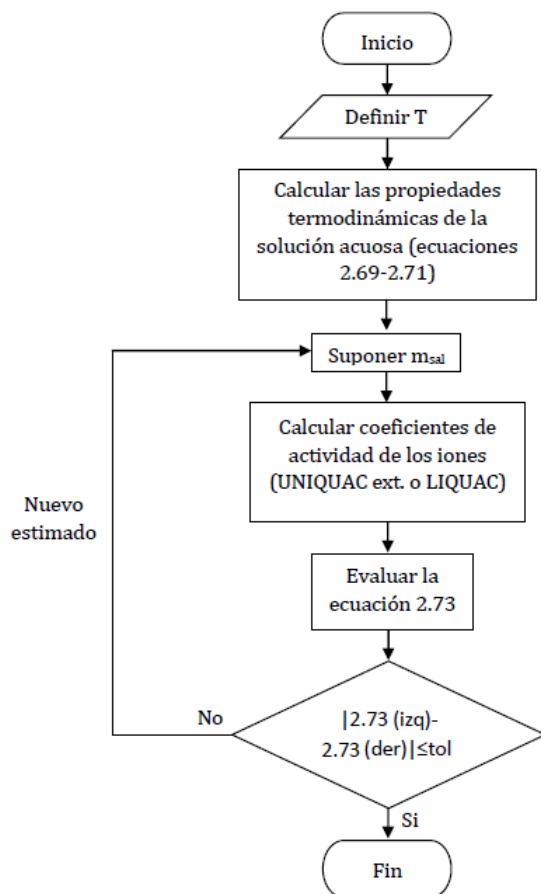 Inicio
Definir T
Calcular las propiedades
termodinámicas de la
solución acuosa (ecuaciones
2.69-2.71)
Suponer msal
Calcular coeficientes de
actividad de los iones
(UNIQUAC ext. o LIQUAC)
Nuevo
estimado
Evaluar la
ecuación 2.73
No
|2.73 (izq)-
2.73 (der)|≤tol
Si
Fin